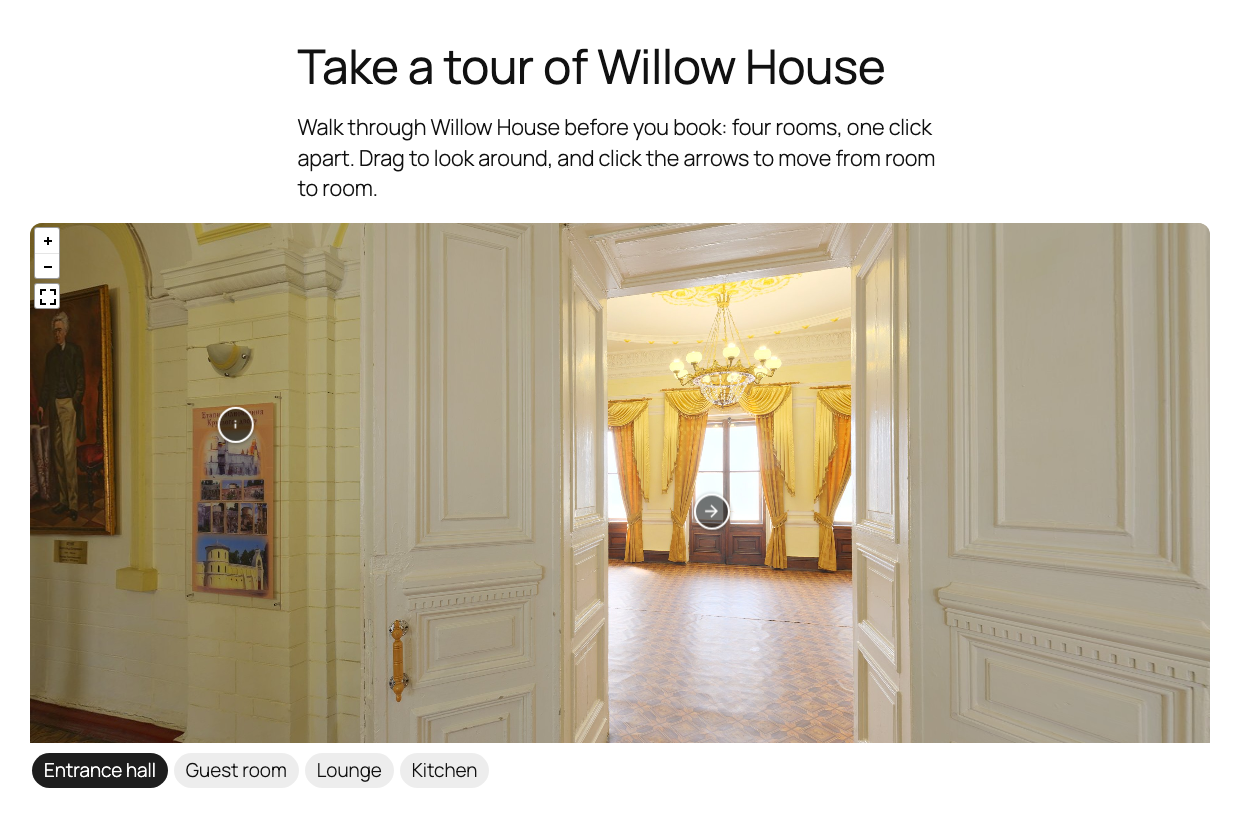 Take a tour of Willow House
Walk through Willow House before you book: four rooms, one click
apart. Drag to look around, and click the arrows to move from room
to room.
+
−
Entrance hall
Guest room
Lounge
Kitchen